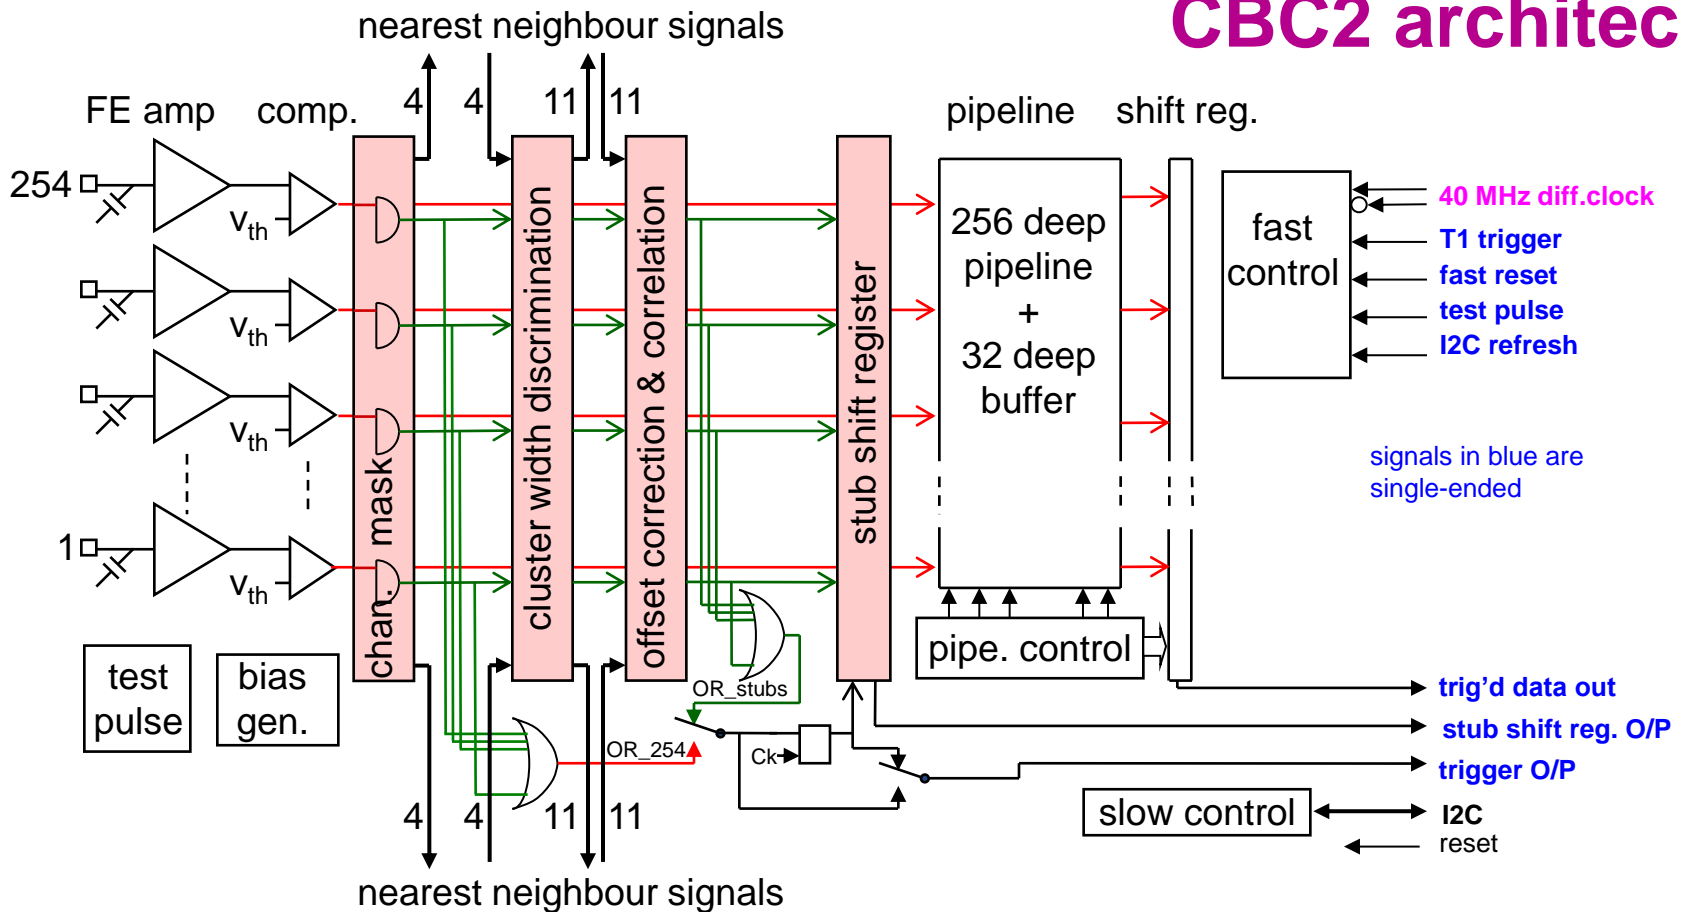 CBC2 architec
nearest neighbour signals
4 4 11 11
FE amp comp. pipeline shift reg.
254
Vth
Vth
Vth
1
Vth
chan. mask
cluster width discrimination
offset correction & correlation
stub shift register
256 deep
pipeline
+
32 deep
buffer
fast
control
40 MHz diff.clock
T1 trigger
fast reset
test pulse
I2C refresh
signals in blue are
single-ended
pipe. control
test
pulse
bias
gen.
OR_stubs
OR_254
Ck
trig'd data out
stub shift reg. O/P
trigger O/P
slow control
I2C
reset
4 4 11 11
nearest neighbour signals